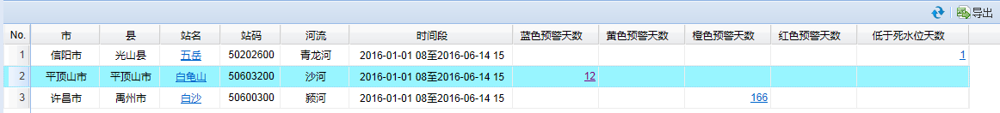 导出
No. 市 县 站名 站码 河流 时间段 蓝色预警天数 黄色预警天数 橙色预警天数 红色预警天数 低于死水位天数
1 信阳市 光山县 五岳 50202600 青龙河 2016-01-01 08至2016-06-14 15 1
2 平顶山市 平顶山市 白龟山 50603200 沙河 2016-01-01 08至2016-06-14 15 12
3 许昌市 禹州市 白沙 50600300 颍河 2016-01-01 08至2016-06-14 15 166